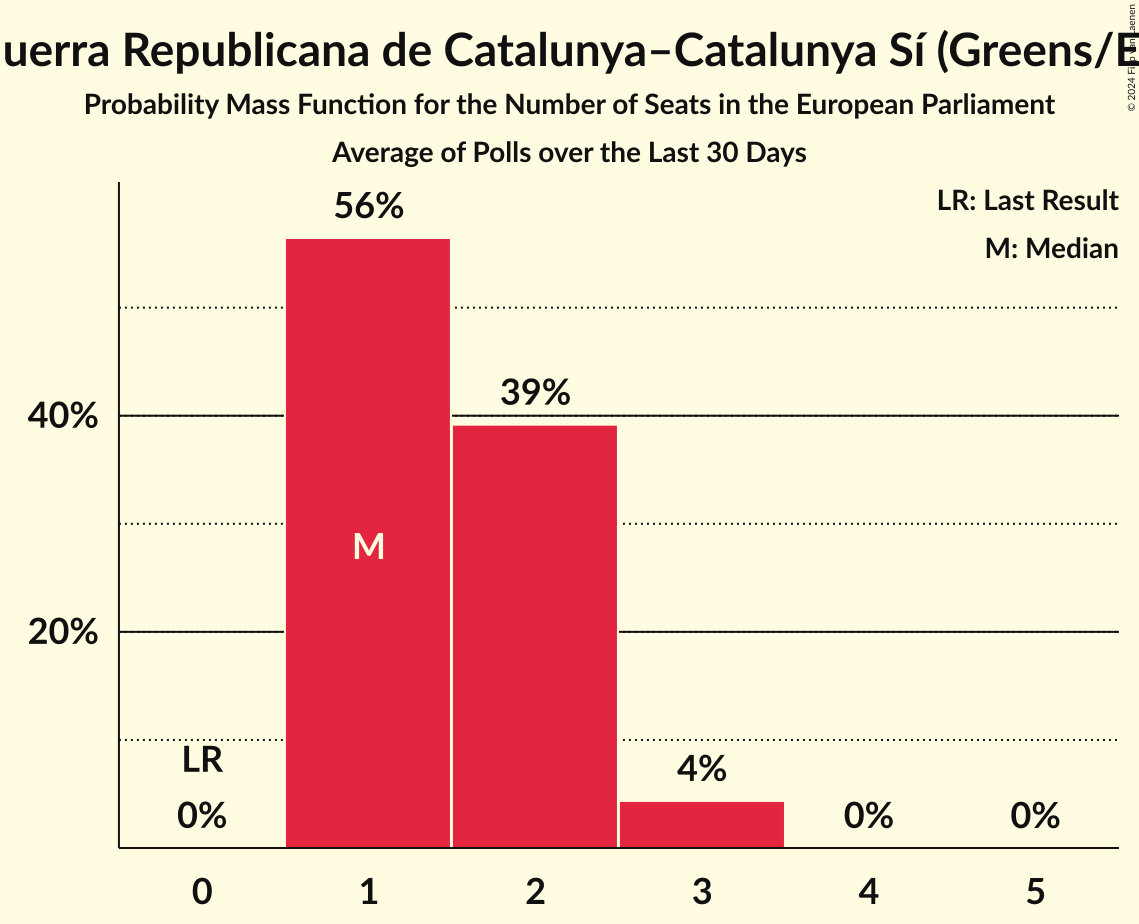 uerra Republicana de Catalunya–Catalunya Sí (Greens/E
Probability Mass Function for the Number of Seats in the European Parliament
Average of Polls over the Last 30 Days
© 2024 Filip van Laenen
LR: Last Result
M: Median
56%
39%
40%
M
20%
LR
4%
0%
0%
0%
0 1 2 3 4 5